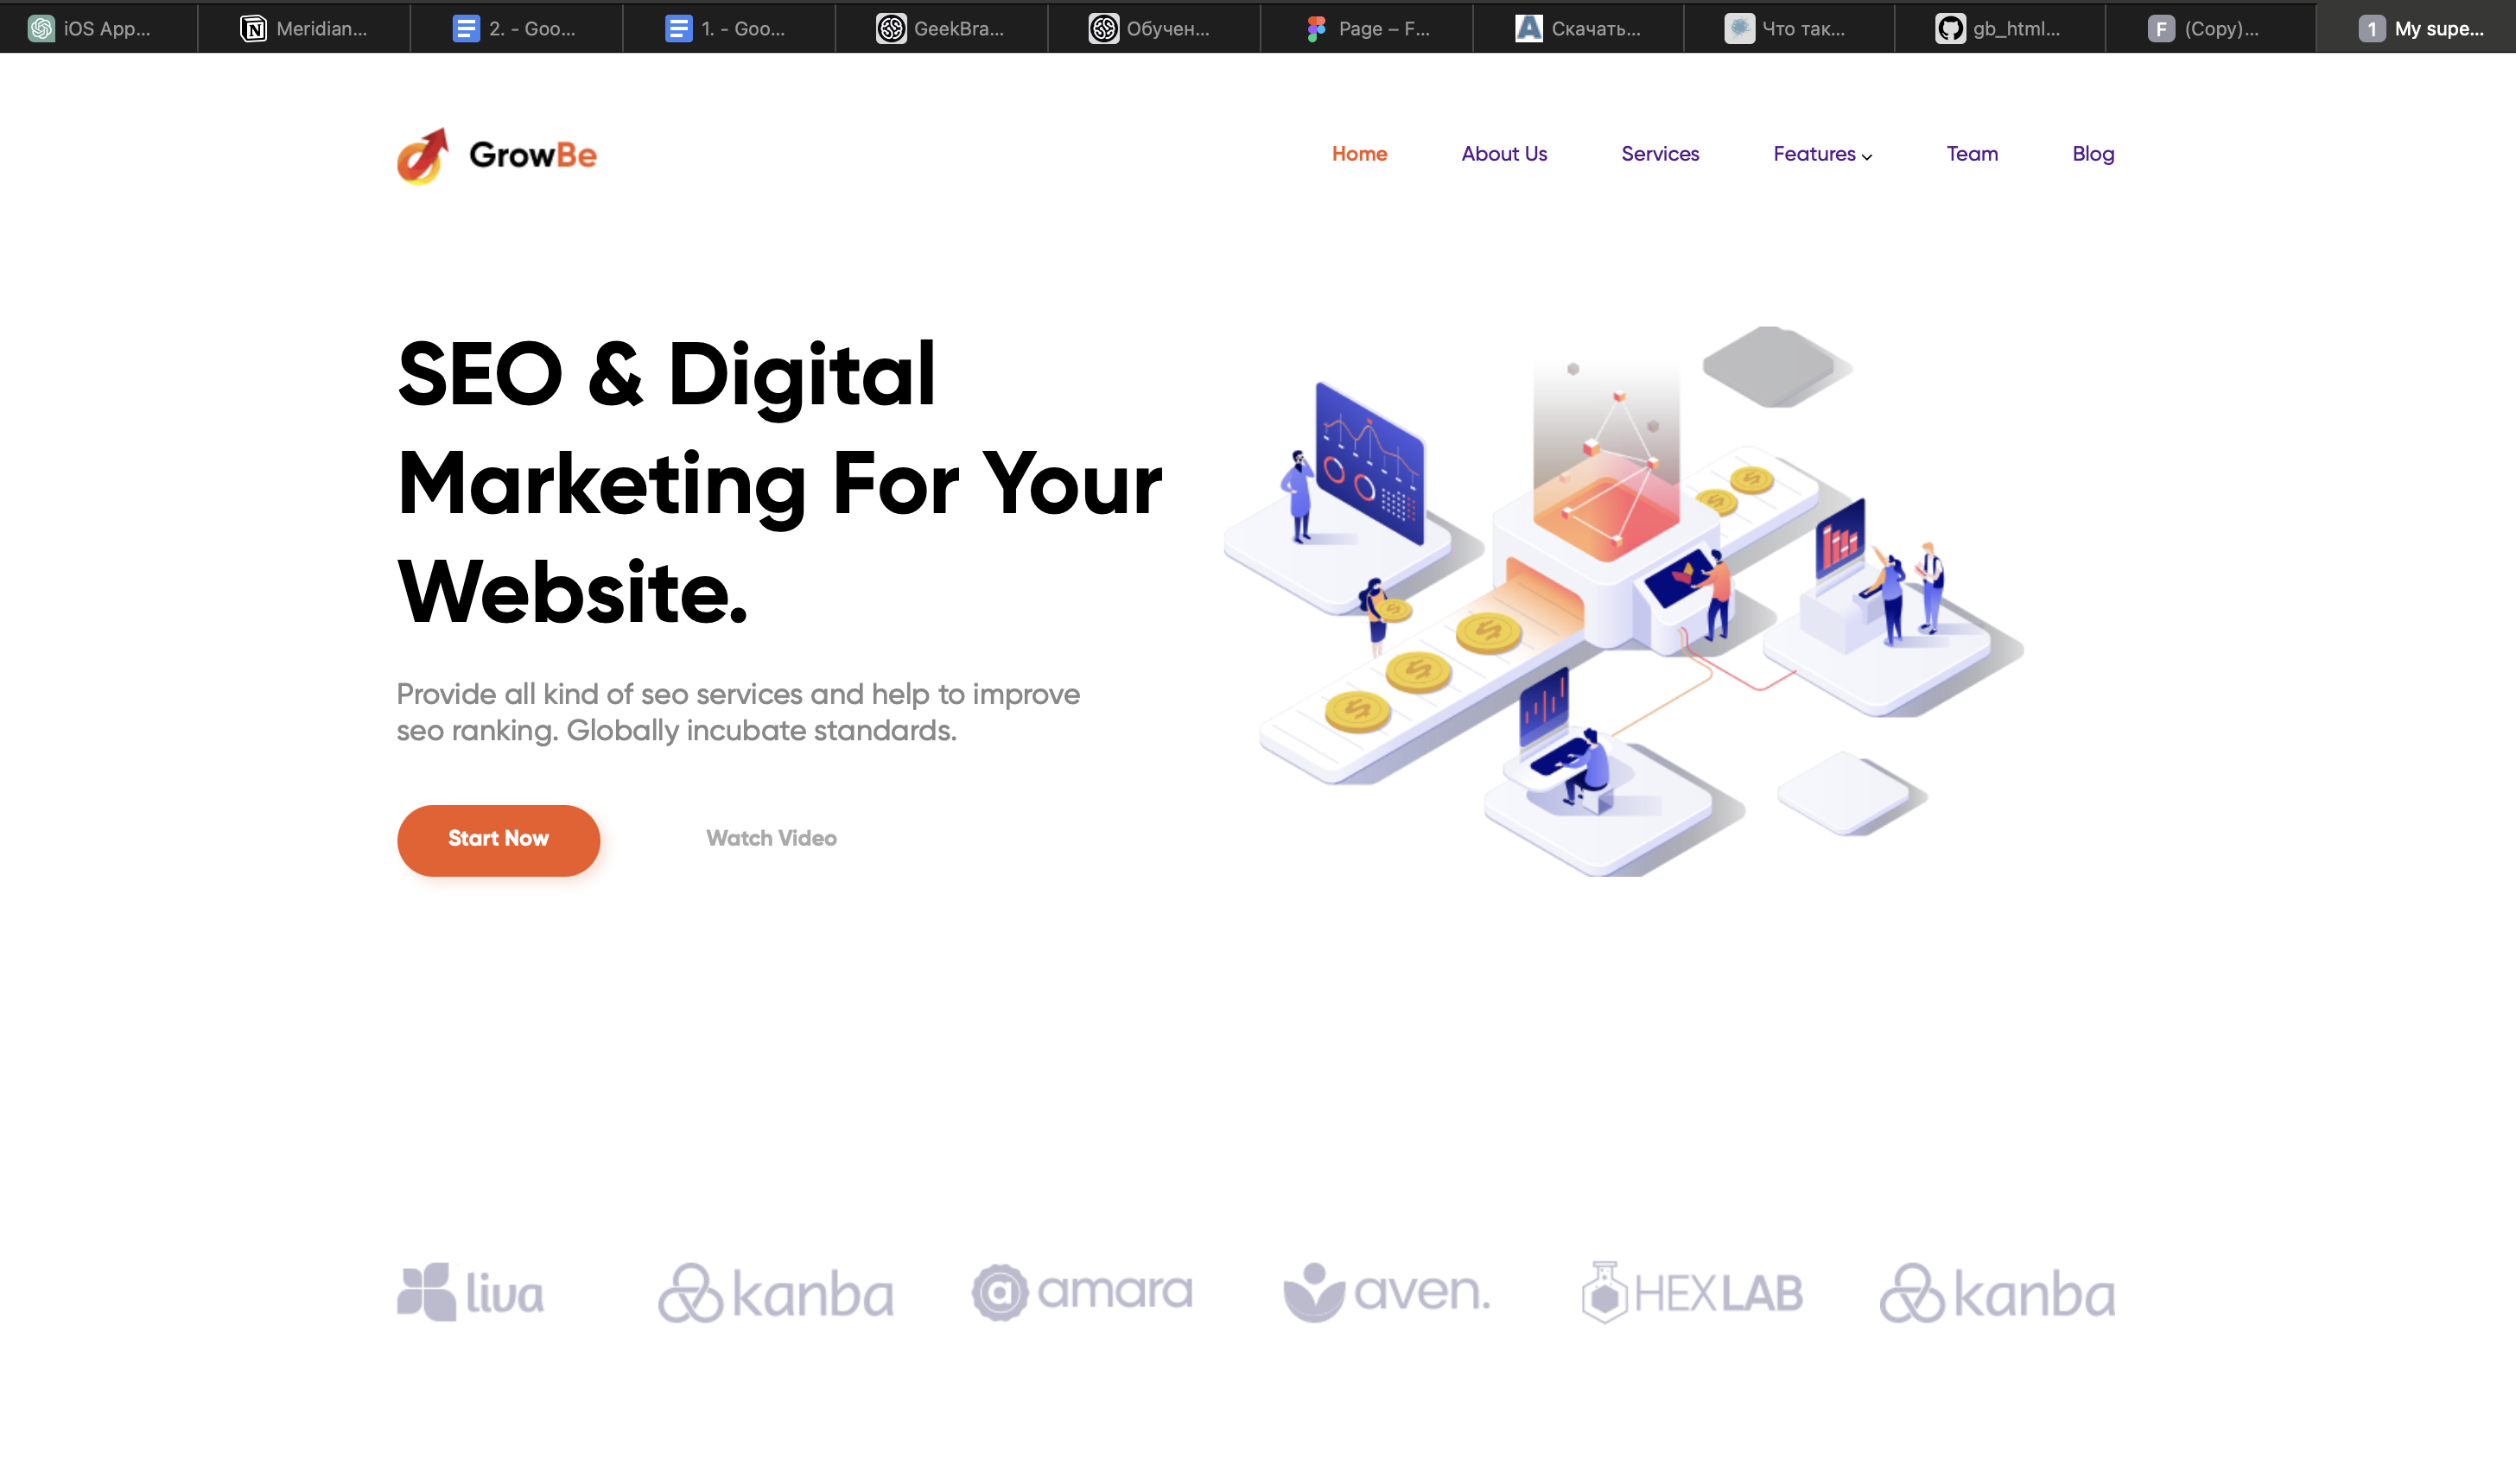 iOS App...
Meridian...
2. - Goo...
1. - Goo...
GeekBra...
Обучен...
Page – F...
Скачать...
Что так...
gb_html...
F (Copy)...
1 My supe...
GrowBe
Home
About Us
Services
Features
Team
Blog
SEO & Digital
Marketing For Your
Website.
Provide all kind of seo services and help to improve
seo ranking. Globally incubate standards.
Start Now
Watch Video
liva
kanba
amara
aven.
HEXLAB
kanba